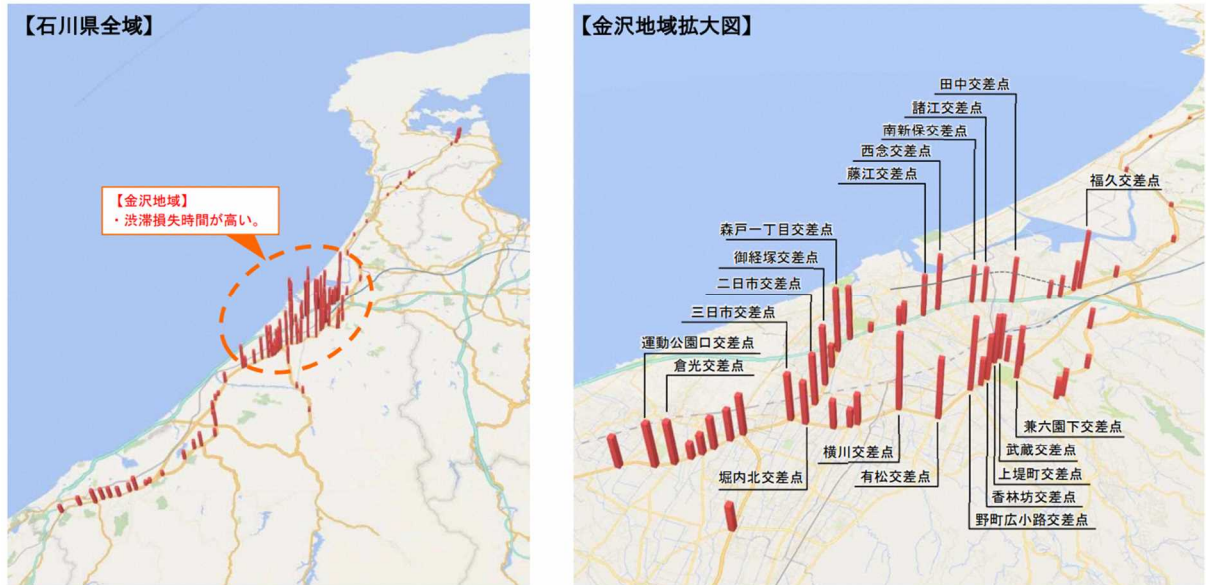 【石川県全域】
【金沢地域】
・渋滞損失時間が高い。
【金沢地域拡大図】
田中交差点
諸江交差点
南新保交差点
西念交差点
藤江交差点
福久交差点
森戸一丁目交差点
御経塚交差点
二日市交差点
三日市交差点
運動公園口交差点
倉光交差点
堀内北交差点
横川交差点
有松交差点
兼六園下交差点
武蔵交差点
上堤町交差点
香林坊交差点
野町広小路交差点